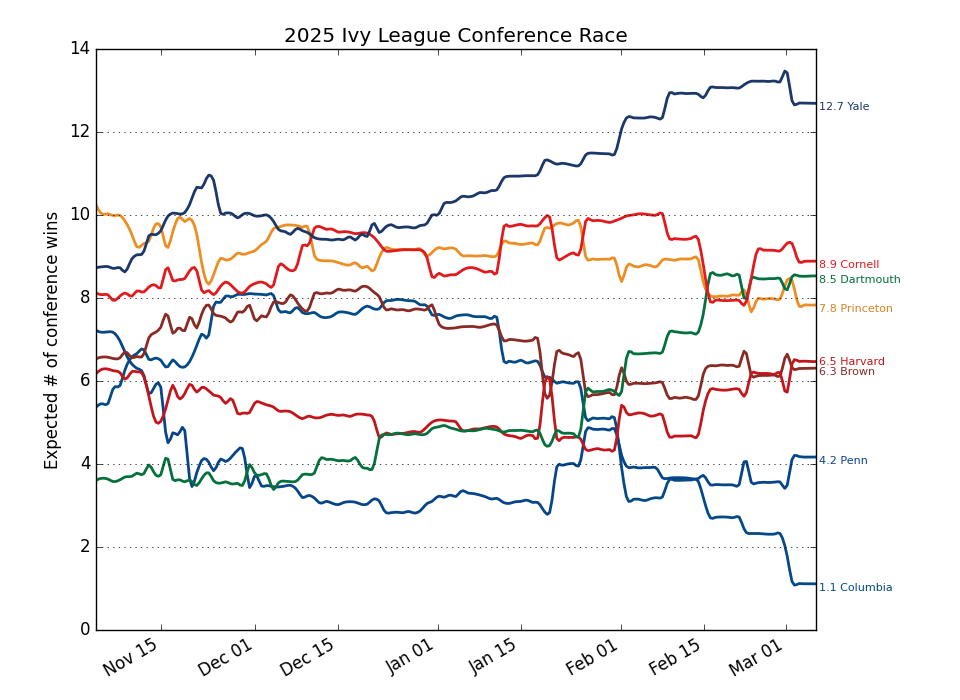 2025 Ivy League Conference Race
Expected # of conference wins
14
12
10
8
6
4
2
0
Nov 15
Dec 01
Dec 15
Jan 01
Jan 15
Feb 01
Feb 15
Mar 01
12.7 Yale
8.9 Cornell
8.5 Dartmouth
7.8 Princeton
6.5 Harvard
6.3 Brown
4.2 Penn
1.1 Columbia